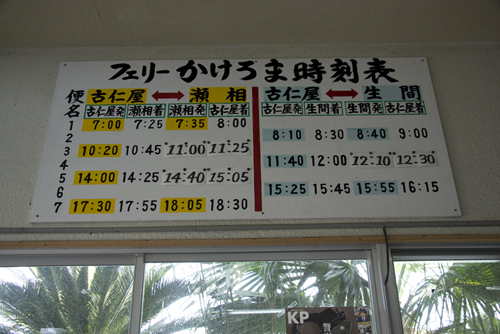 フェリーかけろま時刻表
便名 古仁屋 ↔ 瀬相 古仁屋 ↔ 生間
古仁屋発 瀬相着 瀬相発 古仁屋着 古仁屋発 生間着 生間発 古仁屋着
1 7:00 7:25 7:35 8:00
2 8:10 8:30 8:40 9:00
3 10:20 10:45 11:00 11:25
4 11:40 12:00 12:10 12:30
5 14:00 14:25 14:40 15:05
6 15:25 15:45 15:55 16:15
7 17:30 17:55 18:05 18:30
KP